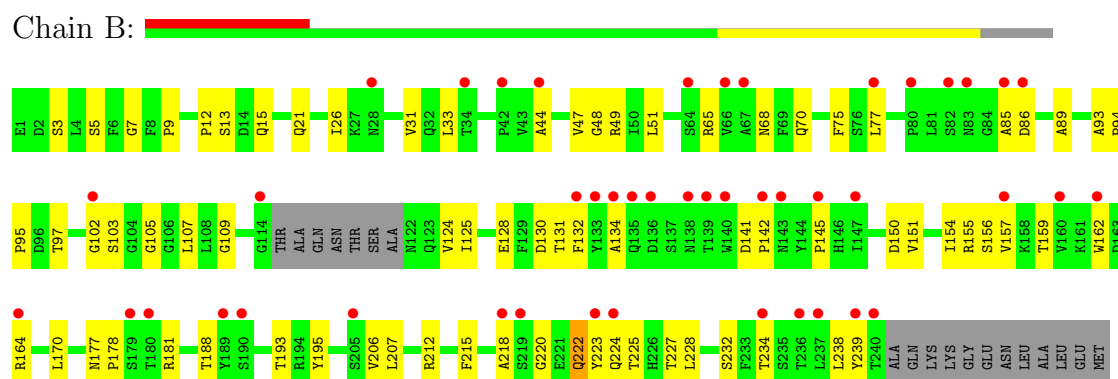 Chain B:
E1 D2 S3 L4 S5 F6 G7 F8 P9 P12 S13 D14 Q15 Q21 I26 K27 N28 V31 Q32 L33 T34 P42 V43 A44 V47 G48 R49 I50 L51 S64 R65 V66 A67 N68 F69 Q70 F75 S76 L77 P80 L81 S82 N83 G84 A85 D86 A89 A93
P95 D96 T97 G102 S103 G104 G105 G106 L107 L108 G109 G114 THR ALA GLN ASN THR SER ALA N122 Q123 V124 I125 E128 F129 D130 T131 F132 Y133 A134 Q135 D136 S137 N138 T139 W140 D141 P142 N143 Y144 P145 H146 I147 D150 V151 I154 R155 S156 V157 K158 T159 V160 K161 W162
R164 L170 N177 P178 S179 T180 R181 T188 Y189 S190 T193 R194 Y195 S205 V206 L207 R212 F215 A218 S219 G220 E221 Q222 Y223 Q224 T225 H226 T227 L228 S232 F233 T234 S235 T236 L237 L238 Y239 T240 ALA GLN LYS LYS GLY GLU ASN LEU ALA LEU GLU MET